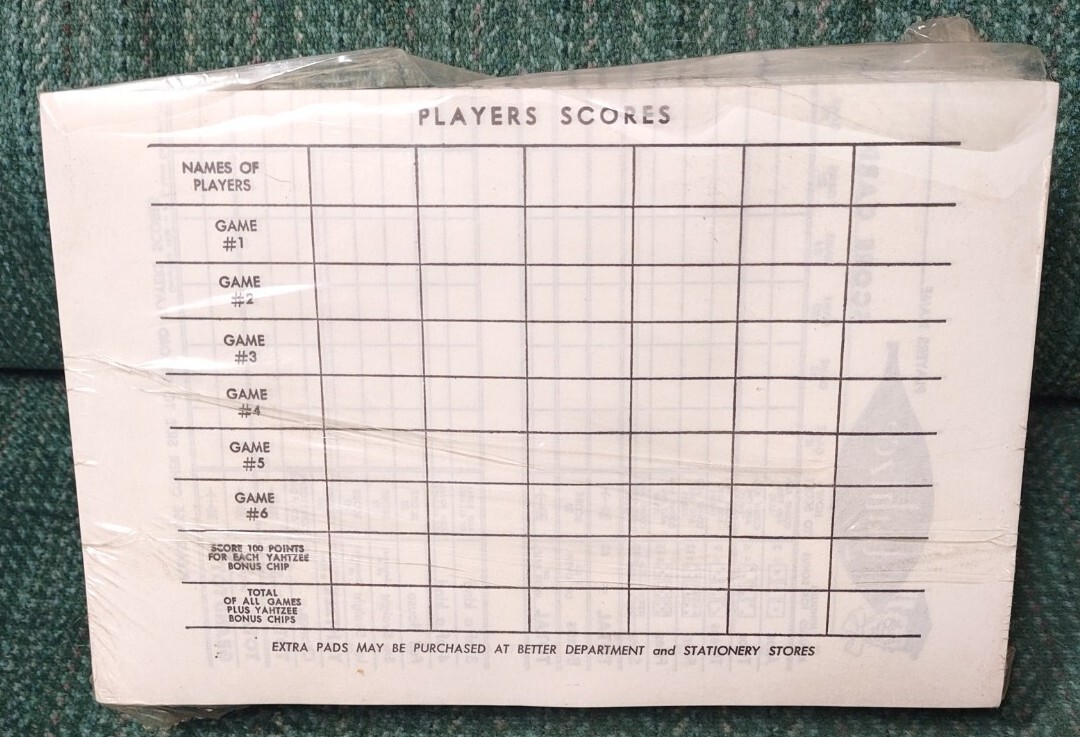 PLAYERS SCORES
NAMES OF
PLAYERS
GAME
#1
GAME
#2
GAME
#3
GAME
#4
GAME
#5
GAME
#6
SCORE 100 POINTS
FOR EACH YAHTZEE
BONUS CHIP
TOTAL
OF ALL GAMES
PLUS YAHTZEE
BONUS CHIPS
EXTRA PADS MAY BE PURCHASED AT BETTER DEPARTMENT and STATIONERY STORES